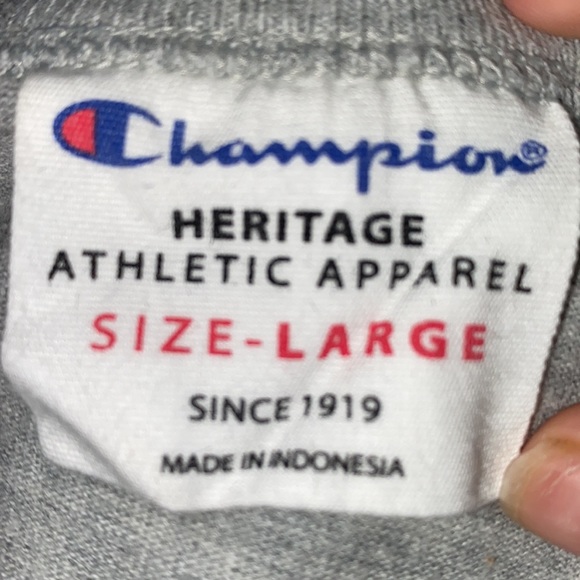 Champion®
HERITAGE
ATHLETIC APPAREL
SIZE-LARGE
SINCE 1919
MADE IN INDONESIA